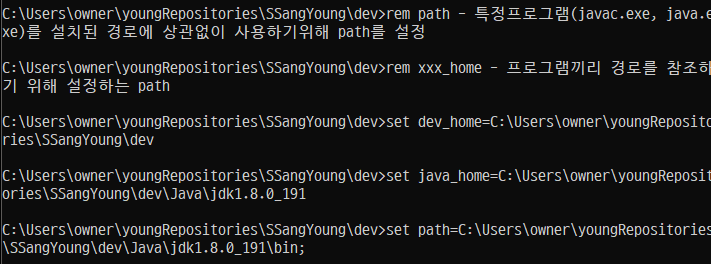 C:\Users\owner\youngRepositories\SSangYoung\dev>rem path - 특정프로그램(javac.exe, java.e
xe)를 설치된 경로에 상관없이 사용하기위해 path를 설정
C:\Users\owner\youngRepositories\SSangYoung\dev>rem xxx_home - 프로그램끼리 경로를 참조하
기 위해 설정하는 path
C:\Users\owner\youngRepositories\SSangYoung\dev>set dev_home=C:\Users\owner\youngReposito
ries\SSangYoung\dev
C:\Users\owner\youngRepositories\SSangYoung\dev>set java_home=C:\Users\owner\youngReposit
ories\SSangYoung\dev\Java\jdk1.8.0_191
C:\Users\owner\youngRepositories\SSangYoung\dev>set path=C:\Users\owner\youngRepositories
\SSangYoung\dev\Java\jdk1.8.0_191\bin;